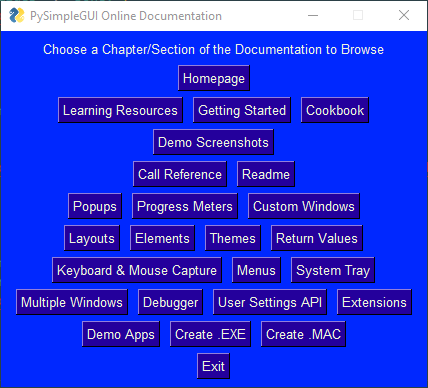 PySimpleGUI Online Documentation
Choose a Chapter/Section of the Documentation to Browse
Homepage
Learning Resources Getting Started Cookbook
Demo Screenshots
Call Reference Readme
Popups Progress Meters Custom Windows
Layouts Elements Themes Return Values
Keyboard & Mouse Capture Menus System Tray
Multiple Windows Debugger User Settings API Extensions
Demo Apps Create .EXE Create .MAC
Exit